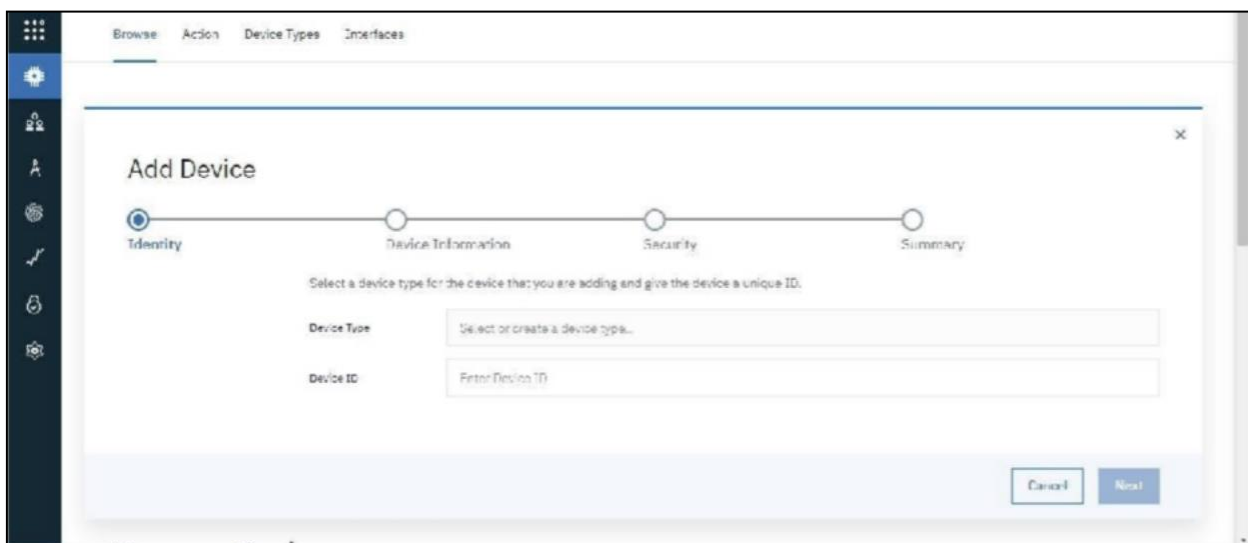 Browse Action Device Types Interfaces
Add Device
Identity Device Information Security Summary
Select a device type for the device that you are adding and give the device a unique ID.
Device Type Select or create a device type...
Device ID Enter Device ID
Cancel Next